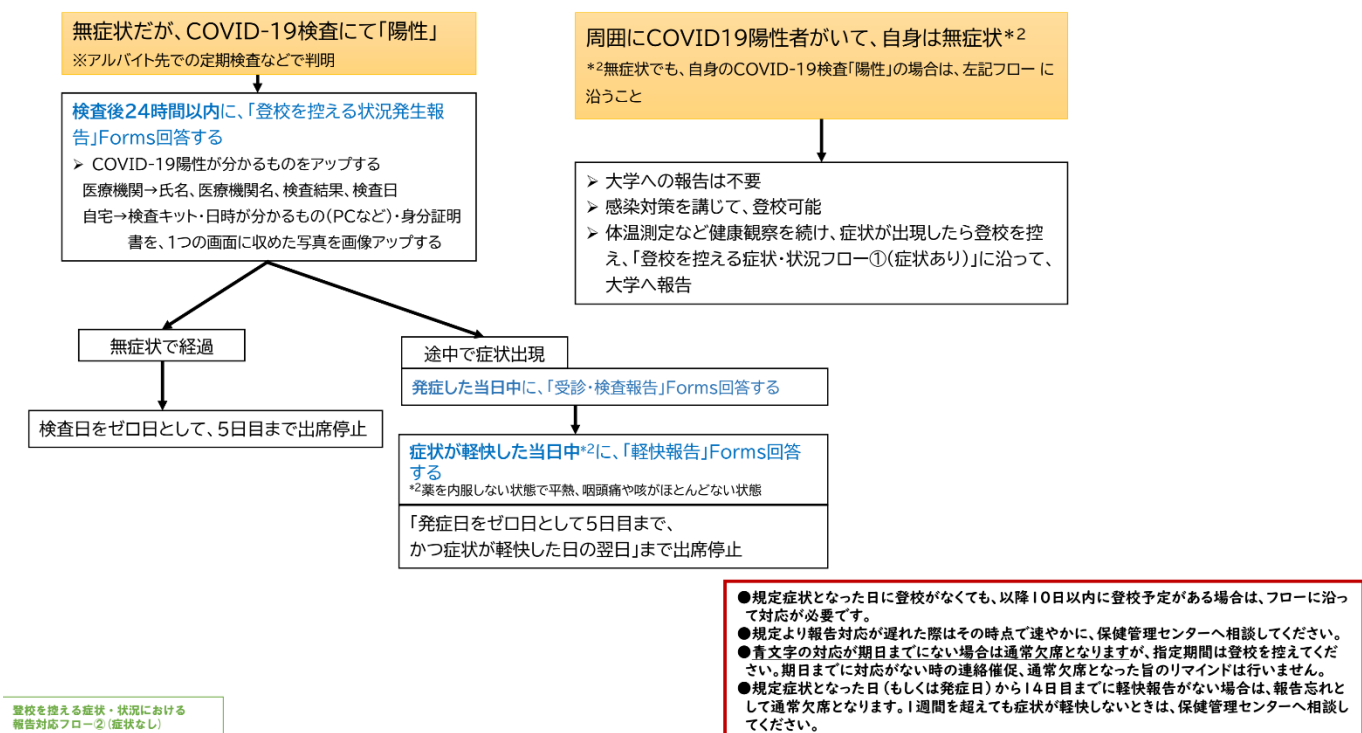 無症状だが、COVID-19検査にて「陽性」
※アルバイト先での定期検査などで判明
検査後24時間以内に、「登校を控える状況発生報
告」Forms回答する
➢ COVID-19陽性が分かるものをアップする
医療機関→氏名、医療機関名、検査結果、検査日
自宅→検査キット・日時が分かるもの(PCなど)・身分証明
書を、1つの画面に収めた写真を画像アップする
無症状で経過
検査日をゼロ日として、5日目まで出席停止
途中で症状出現
発症した当日中に、「受診・検査報告」Forms回答する
症状が軽快した当日中*2に、「軽快報告」Forms回答
する
*2薬を内服しない状態で平熱、咽頭痛や咳がほとんどない状態
「発症日をゼロ日として5日目まで、
かつ症状が軽快した日の翌日」まで出席停止
周囲にCOVID19陽性者がいて、自身は無症状*2
*2無症状でも、自身のCOVID-19検査「陽性」の場合は、左記フロー に
沿うこと
➢ 大学への報告は不要
➢ 感染対策を講じて、登校可能
➢ 体温測定など健康観察を続け、症状が出現したら登校を控
え、「登校を控える症状・状況フロー①(症状あり)」に沿って、
大学へ報告
●規定症状となった日に登校がなくても、以降10日以内に登校予定がある場合は、フローに沿っ
て対応が必要です。
●規定より報告対応が遅れた際はその時点で速やかに、保健管理センターへ相談してください。
●青文字の対応が期日までにない場合は通常欠席となりますが、指定期間は登校を控えてくだ
さい。期日までに対応がない時の連絡催促、通常欠席となった旨のリマインドは行いません。
●規定症状となった日（もしくは発症日）から14日目までに軽快報告がない場合は、報告忘れと
して通常欠席となります。1週間を超えても症状が軽快しないときは、保健管理センターへ相談し
てください。
登校を控える症状・状況における
報告対応フロー②(症状なし)